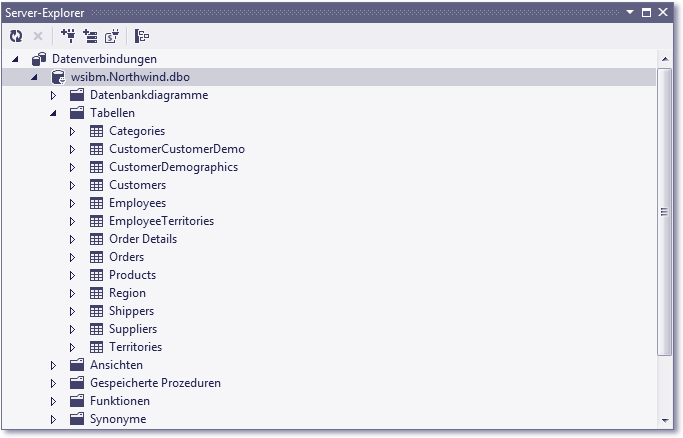 Server-Explorer
Datenverbindungen
wsibm.Northwind.dbo
Datenbankdiagramme
Tabellen
Categories
CustomerCustomerDemo
CustomerDemographics
Customers
Employees
EmployeeTerritories
Order Details
Orders
Products
Region
Shippers
Suppliers
Territories
Ansichten
Gespeicherte Prozeduren
Funktionen
Synonyme